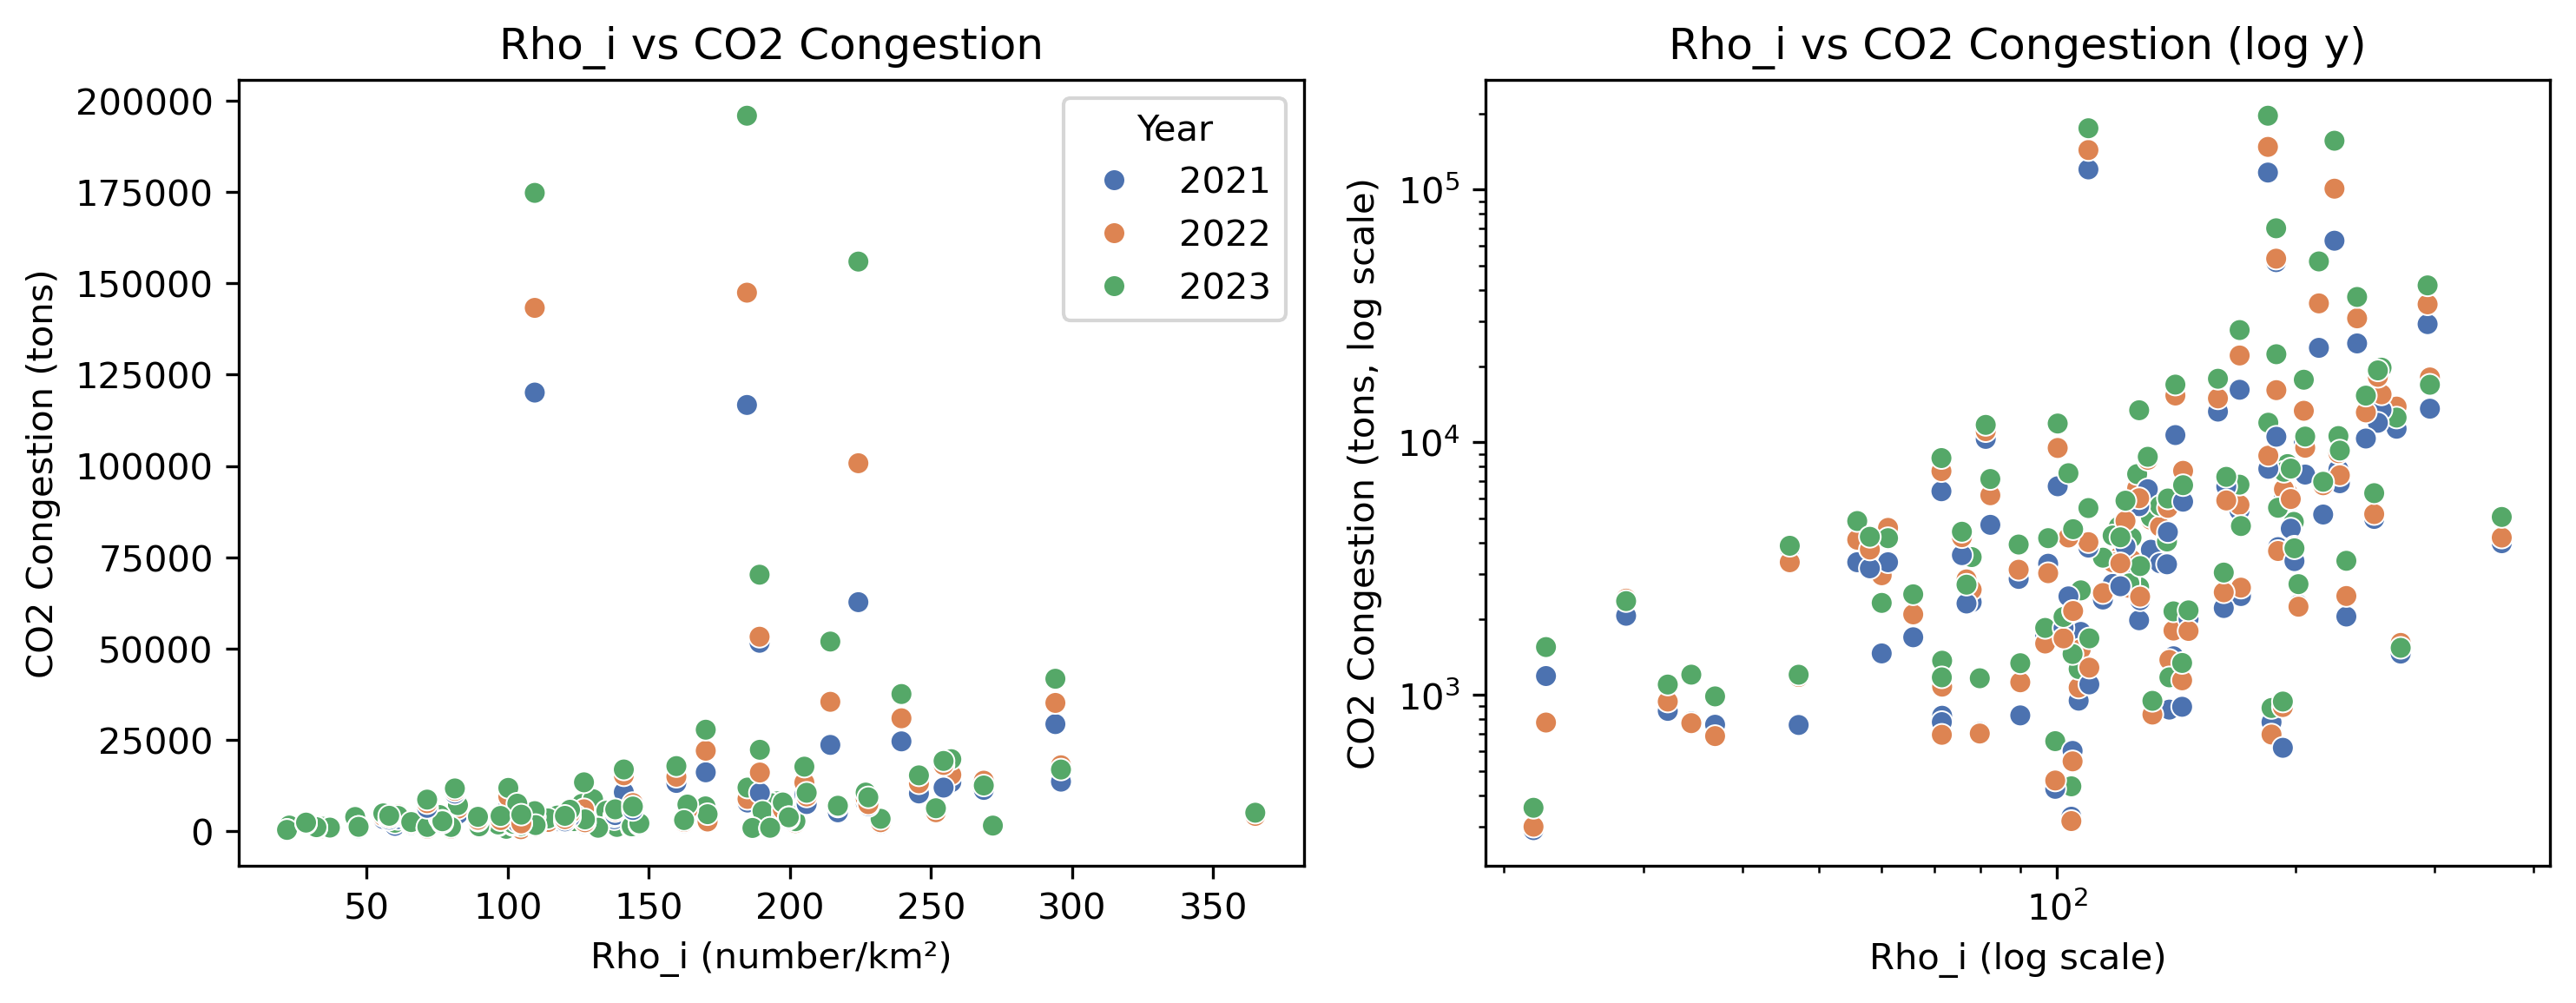 Rho_i vs CO2 Congestion
CO2 Congestion (tons)
200000
175000
150000
125000
100000
75000
50000
25000
0
Year
2021
2022
2023
50 100 150 200 250 300 350
Rho_i (number/km²)
Rho_i vs CO2 Congestion (log y)
CO2 Congestion (tons, log scale)
10⁵
10⁴
10³
10²
Rho_i (log scale)